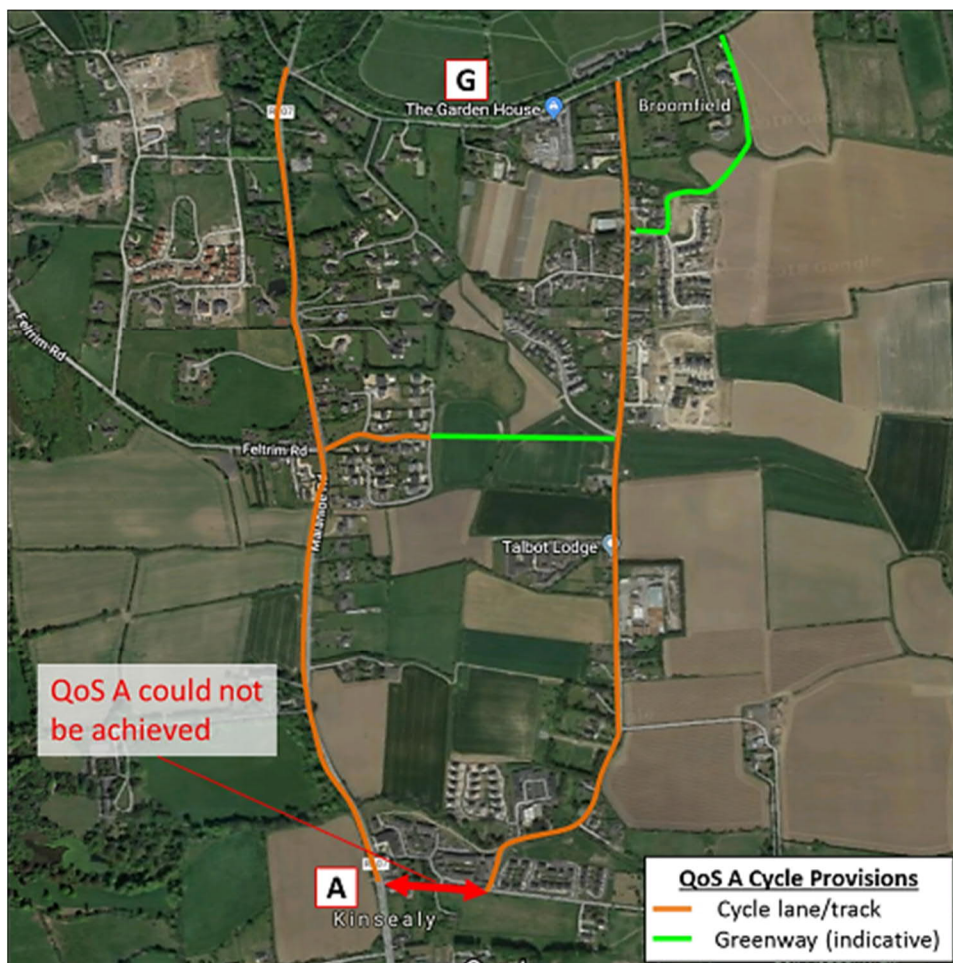 G
The Garden House
Broomfield
Feltrim Rd
Feltrim Rd
Talbot Lodge
QoS A could not
be achieved
A
Kinsealy
QoS A Cycle Provisions
Cycle lane/track
Greenway (indicative)